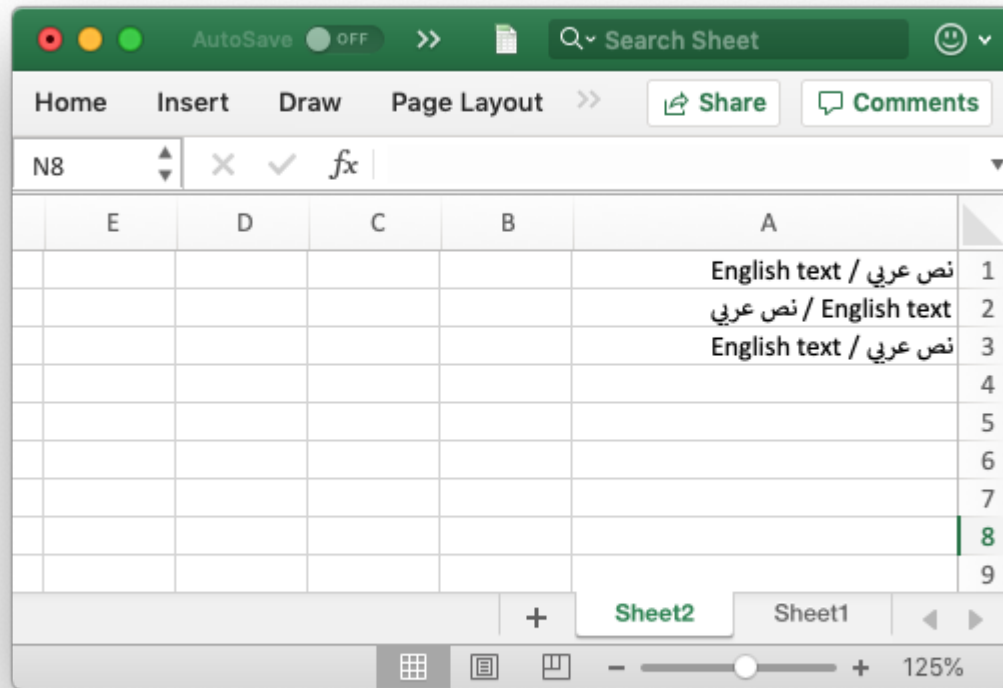 AutoSave OFF >> Search Sheet
Home Insert Draw Page Layout >> Share Comments
N8 fx
E D C B A
نص عربي / English text 1
نص عربي / English text 2
نص عربي / English text 3
4
5
6
7
8
9
+ Sheet2 Sheet1
− + 125%